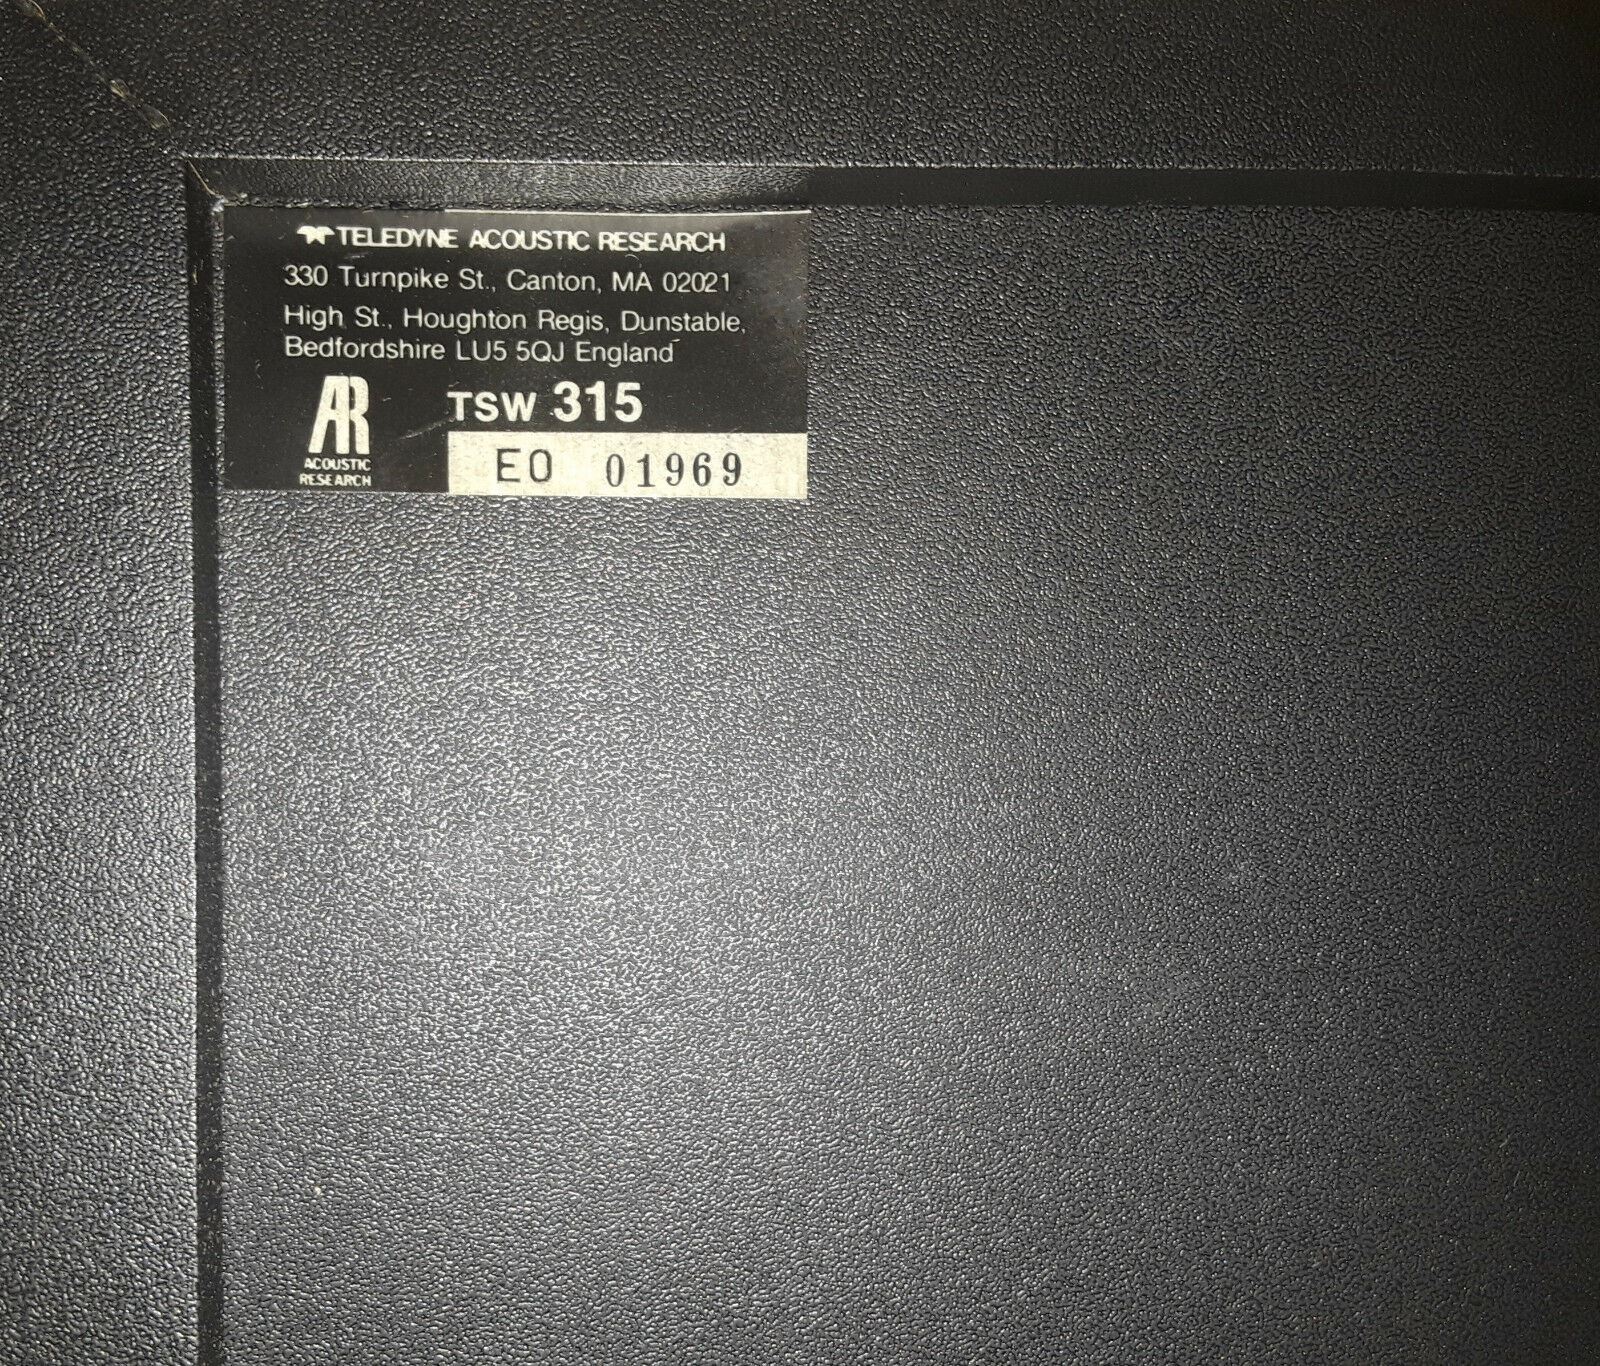 TELEDYNE ACOUSTIC RESEARCH
330 Turnpike St., Canton, MA 02021
High St., Houghton Regis, Dunstable,
Bedfordshire LU5 5QJ England
AR
ACOUSTIC
RESEARCH
TSW 315
EO 01969